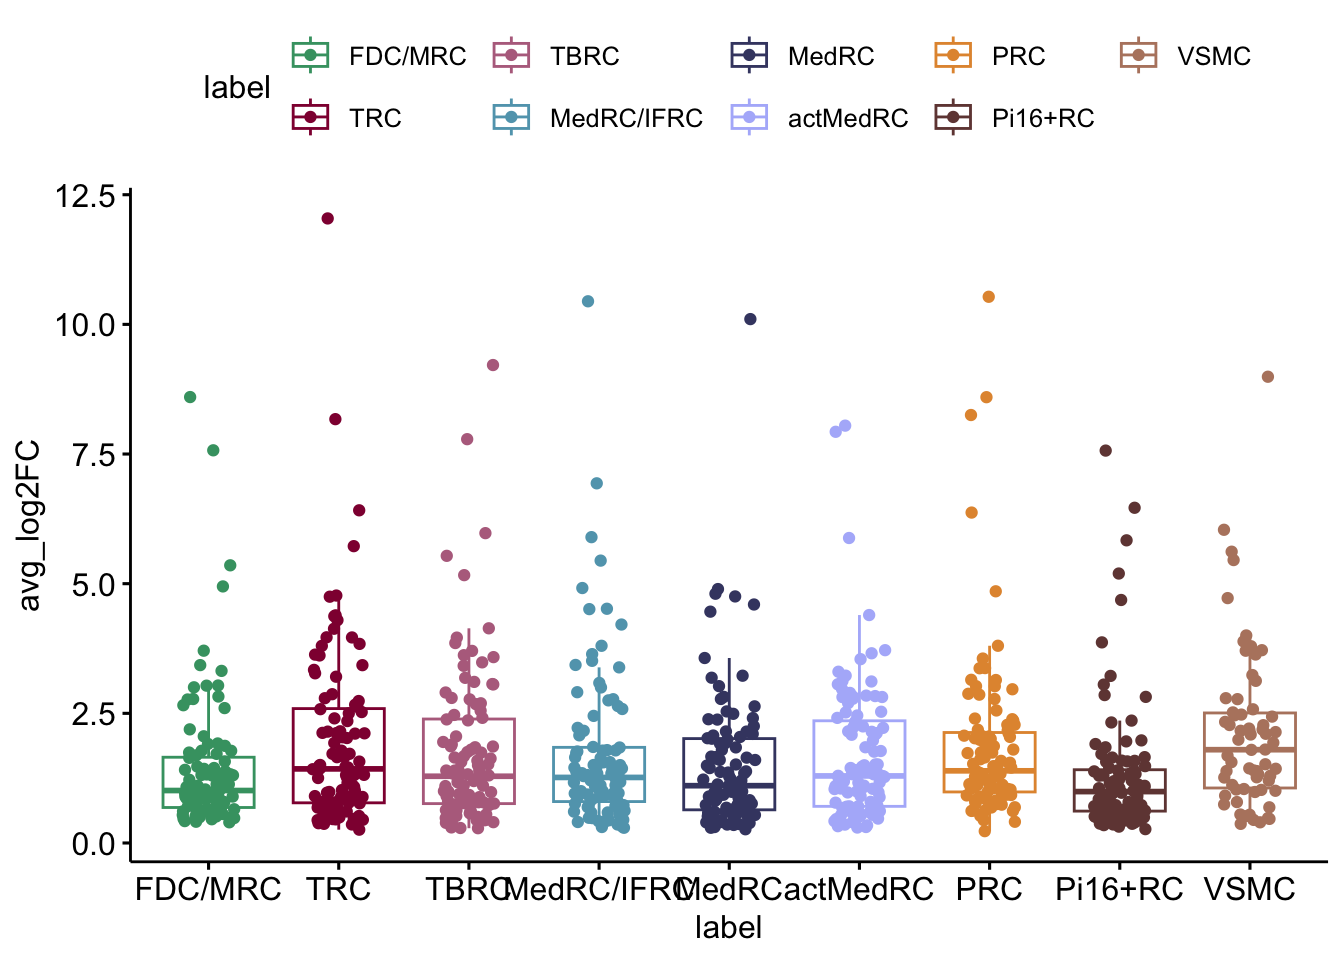 FDC/MRC TBRC MedRC PRC VSMC
label
TRC MedRC/IFRC actMedRC Pi16+RC
12.5
10.0
7.5
5.0
2.5
0.0
avg_log2FC
FDC/MRC TRC TBRC MedRC/IFRC MedRC actMedRC PRC Pi16+RC VSMC
label